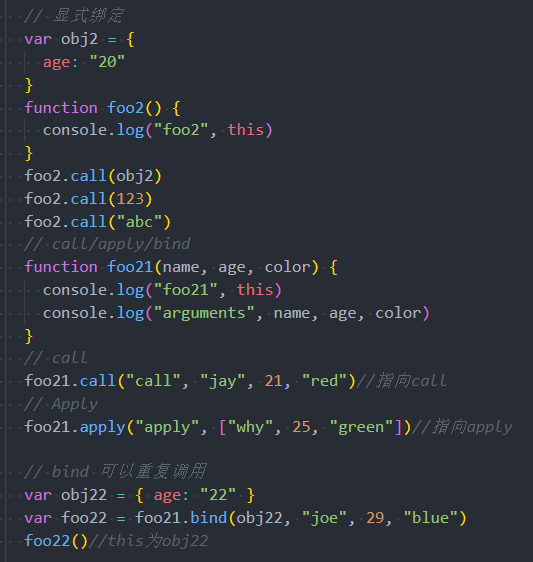 // 显式绑定
var obj2 = {
  age: "20"
}
function foo2() {
  console.log("foo2", this)
}
foo2.call(obj2)
foo2.call(123)
foo2.call("abc")
// call/apply/bind
function foo21(name, age, color) {
  console.log("foo21", this)
  console.log("arguments", name, age, color)
}
// call
foo21.call("call", "jay", 21, "red")//指向call
// Apply
foo21.apply("apply", ["why", 25, "green"])//指向apply

// bind 可以重复调用
var obj22 = { age: "22" }
var foo22 = foo21.bind(obj22, "joe", 29, "blue")
foo22()//this为obj22